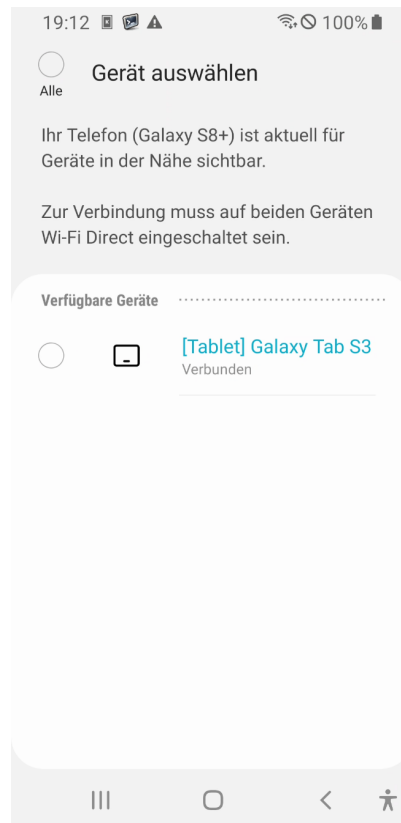 19:12 100%
Gerät auswählen
Alle
Ihr Telefon (Galaxy S8+) ist aktuell für
Geräte in der Nähe sichtbar.
Zur Verbindung muss auf beiden Geräten
Wi-Fi Direct eingeschaltet sein.
Verfügbare Geräte
[Tablet] Galaxy Tab S3
Verbunden